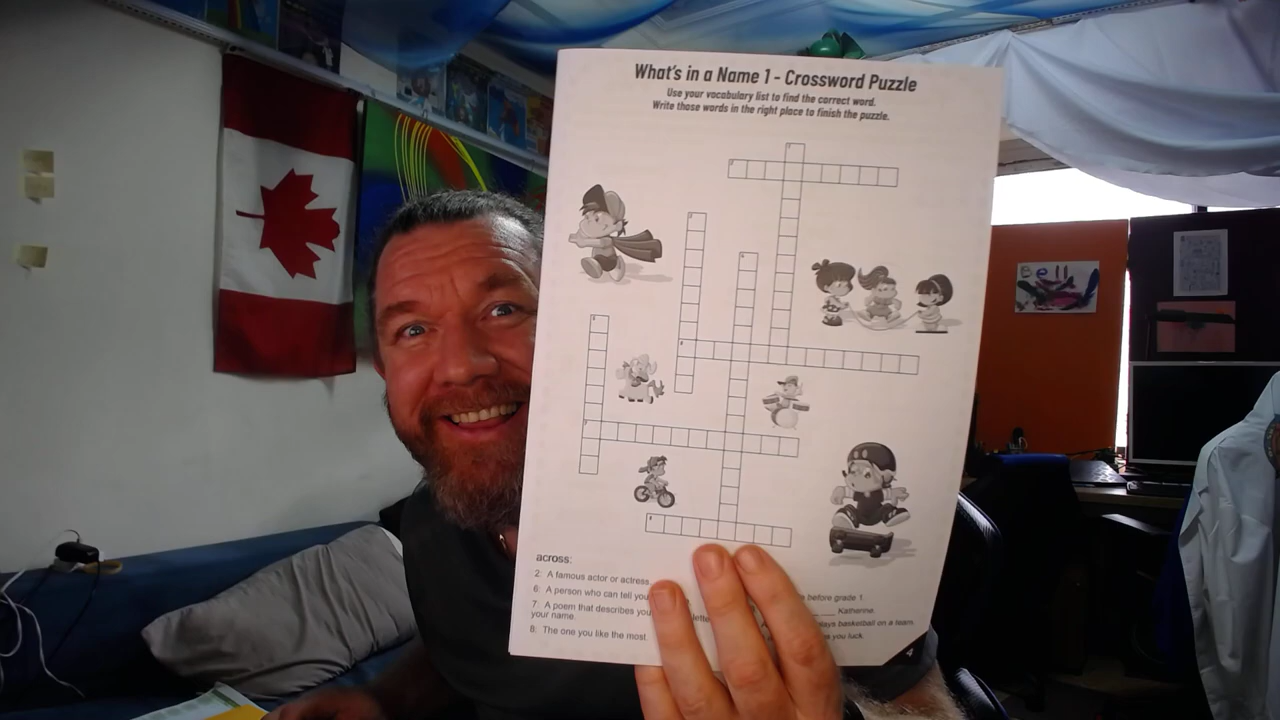 What's in a Name 1 - Crossword Puzzle
Use your vocabulary list to find the correct word.
Write those words in the right place to finish the puzzle.
across:
2: A famous actor or actress
6: A person who can tell you
7: A poem that describes you
your name.
8: The one you like the most.
before grade 1.
Katherine.
plays basketball on a team.
you luck.
Bell